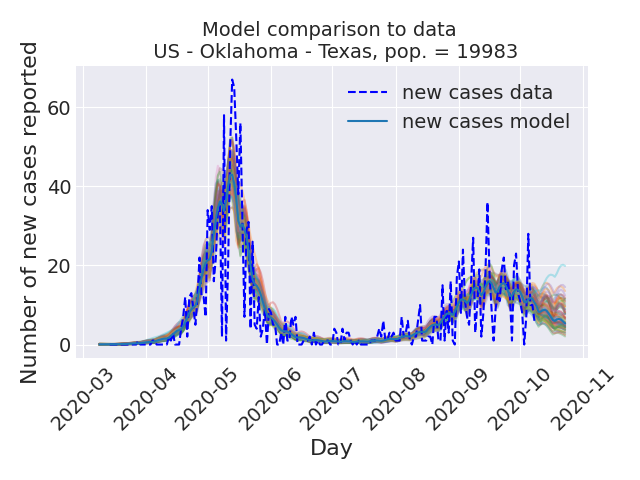 Model comparison to data
US - Oklahoma - Texas, pop. = 19983
Number of new cases reported
60
40
20
0
new cases data
new cases model
2020-03
2020-04
2020-05
2020-06
2020-07
2020-08
2020-09
2020-10
2020-11
Day